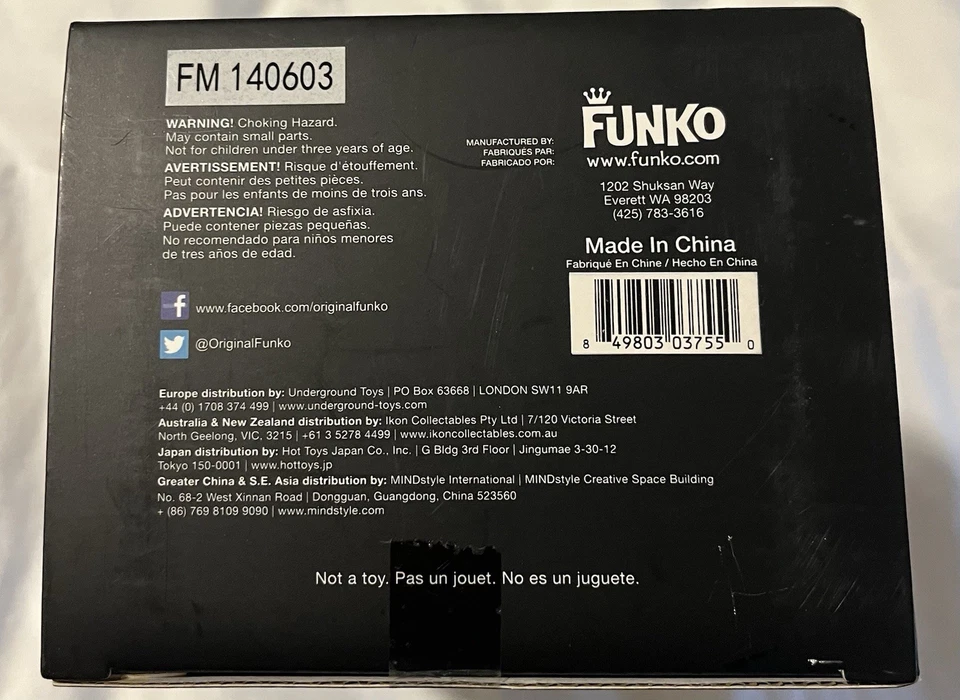 FM 140603
WARNING! Choking Hazard.
May contain small parts.
Not for children under three years of age.
AVERTISSEMENT! Risque d'étouffement.
Peut contenir des petites pièces.
Pas pour les enfants de moins de trois ans.
ADVERTENCIA! Riesgo de asfixia.
Puede contener piezas pequeñas.
No recomendado para niños menores
de tres años de edad.
f www.facebook.com/originalfunko
@OriginalFunko
MANUFACTURED BY:
FABRIQUÉS PAR:
FABRICADO POR:
FUNKO
www.funko.com
1202 Shuksan Way
Everett WA 98203
(425) 783-3616
Made In China
Fabriqué En Chine / Hecho En China
8 49803 03755 0
Europe distribution by: Underground Toys | PO Box 63668 | LONDON SW11 9AR
+44 (0) 1708 374 499 | www.underground-toys.com
Australia & New Zealand distribution by: Ikon Collectables Pty Ltd | 7/120 Victoria Street
North Geelong, VIC, 3215 | +61 3 5278 4499 | www.ikoncollectables.com.au
Japan distribution by: Hot Toys Japan Co., Inc. | G Bldg 3rd Floor | Jingumae 3-30-12
Tokyo 150-0001 | www.hottoys.jp
Greater China & S.E. Asia distribution by: MINDstyle International | MINDstyle Creative Space Building
No. 68-2 West Xinnan Road | Dongguan, Guangdong, China 523560
+ (86) 769 8109 9090 | www.mindstyle.com
Not a toy. Pas un jouet. No es un juguete.